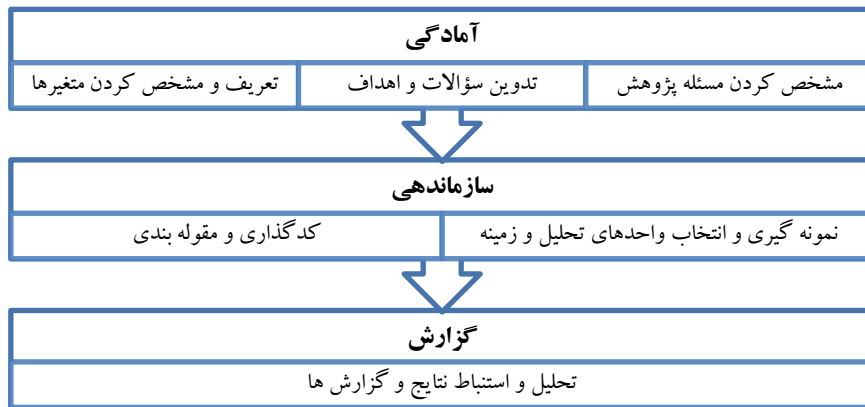 آمادگی
مشخص کردن مسئله پژوهش
تدوین سؤالات و اهداف
تعریف و مشخص کردن متغیرها
سازماندهی
نمونه گیری و انتخاب واحدهای تحلیل و زمینه
کدگذاری و مقوله بندی
گزارش
تحلیل و استنباط نتایج و گزارش ها